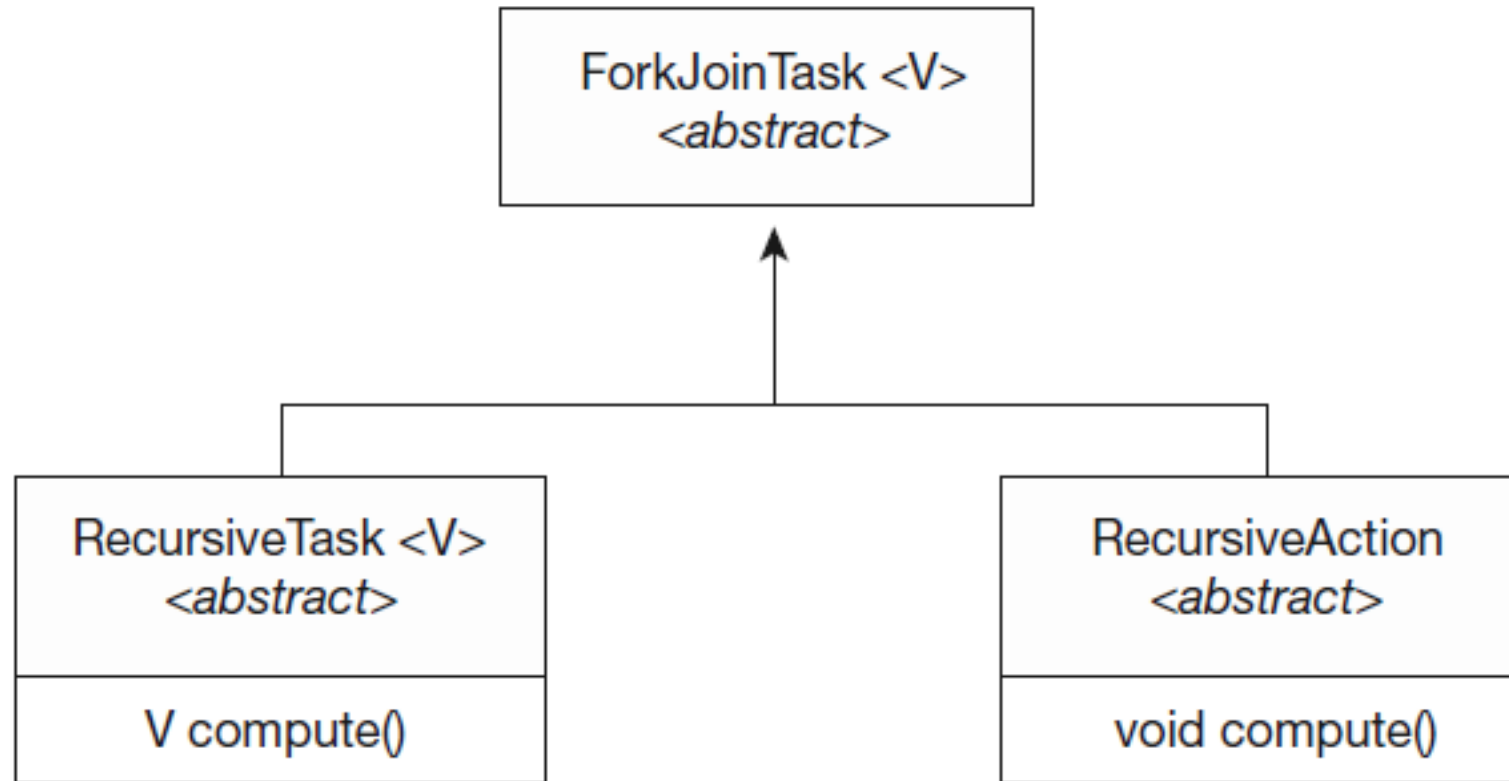 ForkJoinTask <V>
<abstract>
RecursiveTask <V>
<abstract>
V compute()
RecursiveAction
<abstract>
void compute()